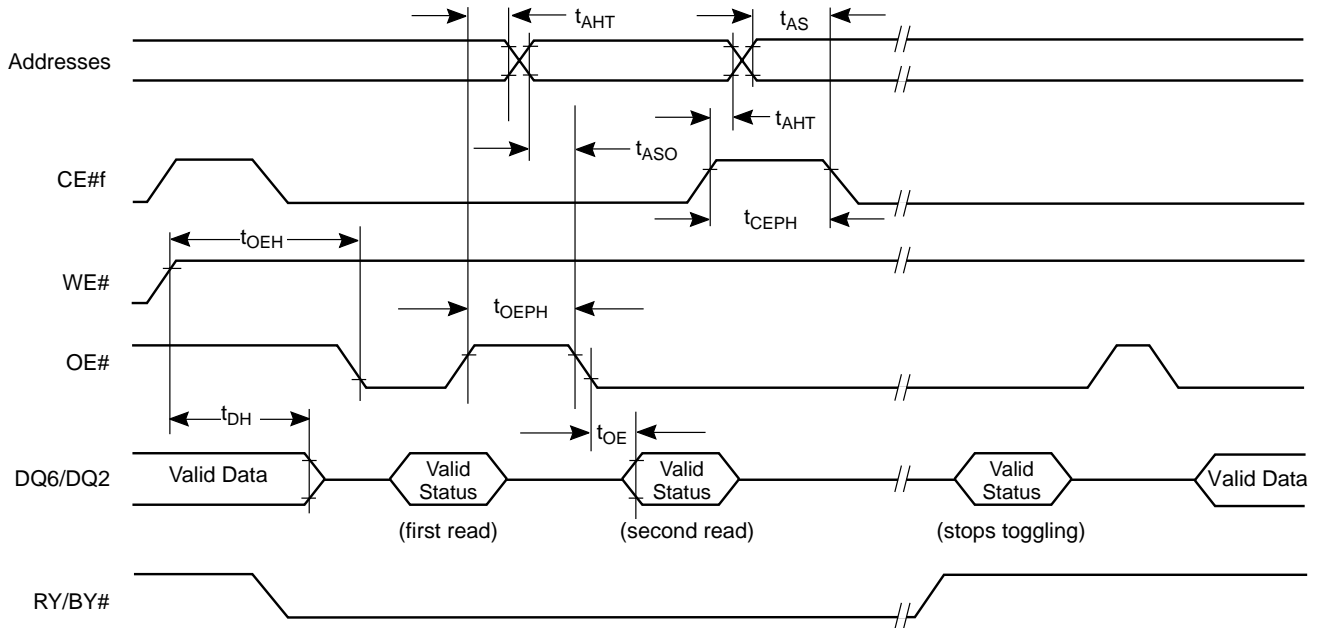 tAHT
tAS
Addresses
tAHT
tASO
CE#f
tCEPH
tOEH
WE#
tOEPH
OE#
tDH
tOE
DQ6/DQ2
Valid Data
Valid
Status
Valid
Status
Valid
Status
Valid Data
(first read)
(second read)
(stops toggling)
RY/BY#